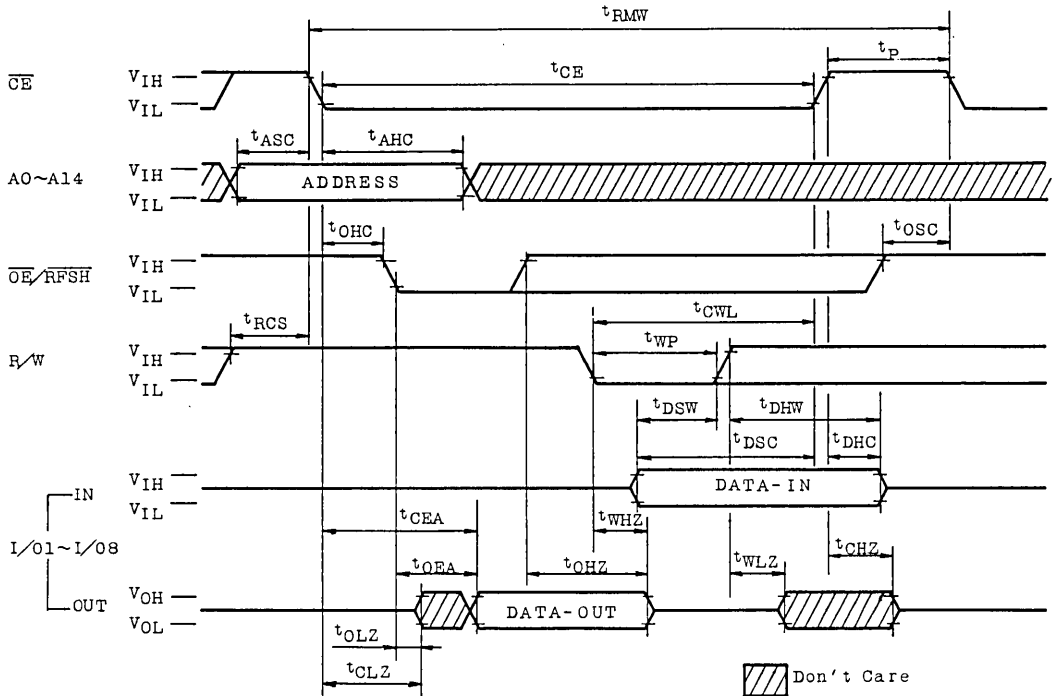 tRMW
tP
tCE
CE
VIH
VIL
tASC
tAHC
A0~A14
VIH
VIL
ADDRESS
tOHC
tOSC
OE/RFSH
VIH
VIL
tCWL
tRCS
tWP
R/W
VIH
VIL
tDSW
tDHW
tDSC
tDHC
IN
VIH
VIL
DATA-IN
tCEA
tWHZ
I/O1~I/O8
tOEA
tOHZ
tWLZ
tCHZ
OUT
VOH
VOL
DATA-OUT
tOLZ
tCLZ
Don't Care